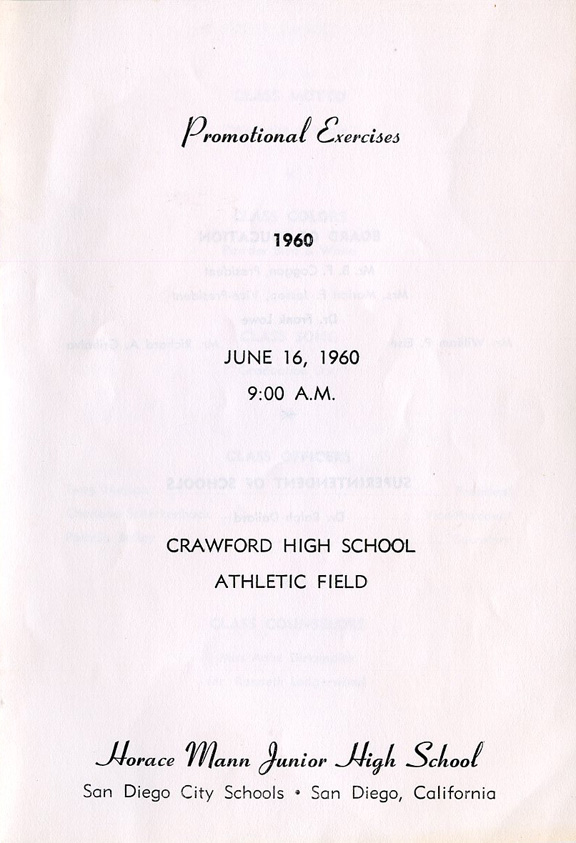 Promotional Exercises
1960
JUNE 16, 1960
9:00 A.M.
CRAWFORD HIGH SCHOOL
ATHLETIC FIELD
Horace Mann Junior High School
San Diego City Schools • San Diego, California